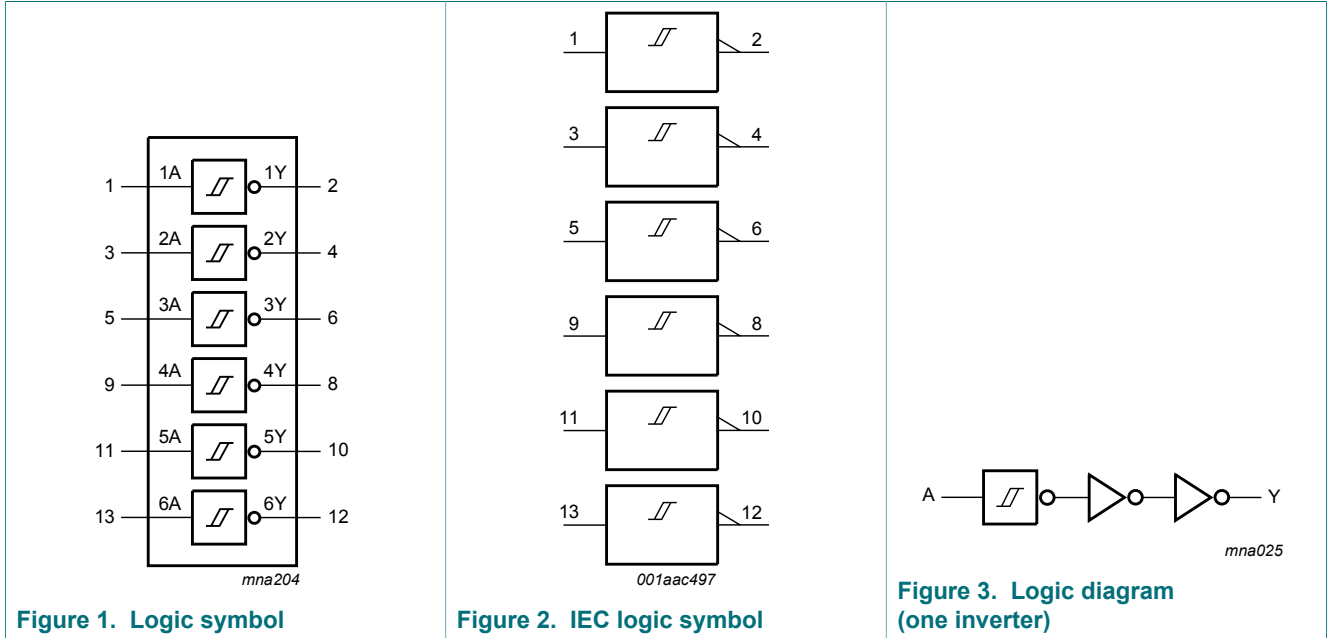 1 1A 1Y 2
3 2A 2Y 4
5 3A 3Y 6
9 4A 4Y 8
11 5A 5Y 10
13 6A 6Y 12
mna204
Figure 1. Logic symbol
1 2
3 4
5 6
9 8
11 10
13 12
001aac497
Figure 2. IEC logic symbol
A Y
mna025
Figure 3. Logic diagram
(one inverter)